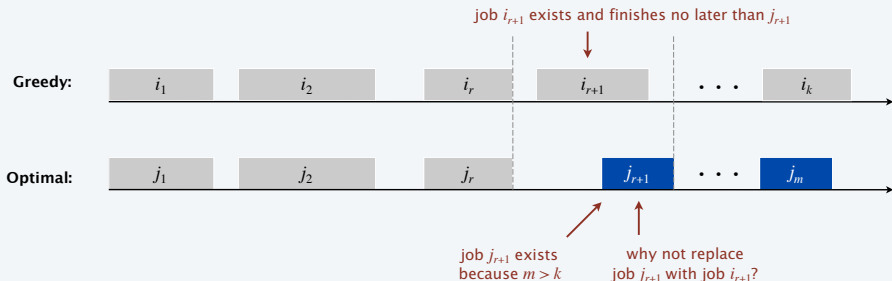 job i_{r+1} exists and finishes no later than j_{r+1}
Greedy: i_1 i_2 i_r i_{r+1} . . . i_k
Optimal: j_1 j_2 j_r j_{r+1} . . . j_m
job j_{r+1} exists
because m > k
why not replace
job j_{r+1} with job i_{r+1}?